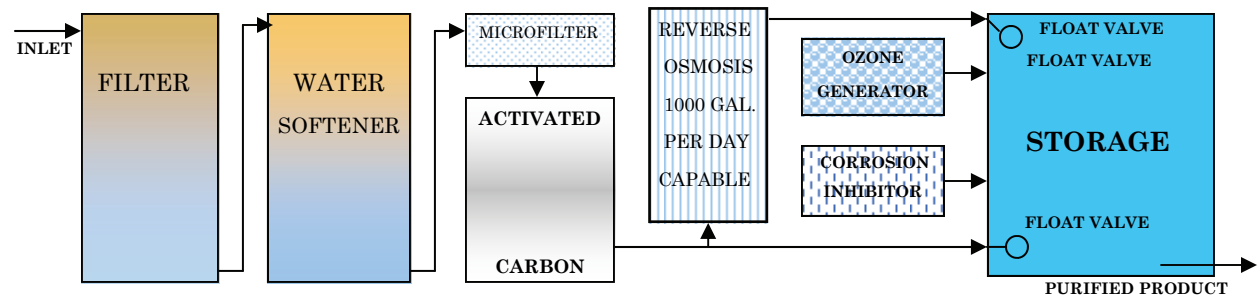 INLET
FILTER
WATER
SOFTENER
MICROFILTER
ACTIVATED
CARBON
REVERSE
OSMOSIS
1000 GAL.
PER DAY
CAPABLE
OZONE
GENERATOR
CORROSION
INHIBITOR
FLOAT VALVE
FLOAT VALVE
STORAGE
FLOAT VALVE
PURIFIED PRODUCT